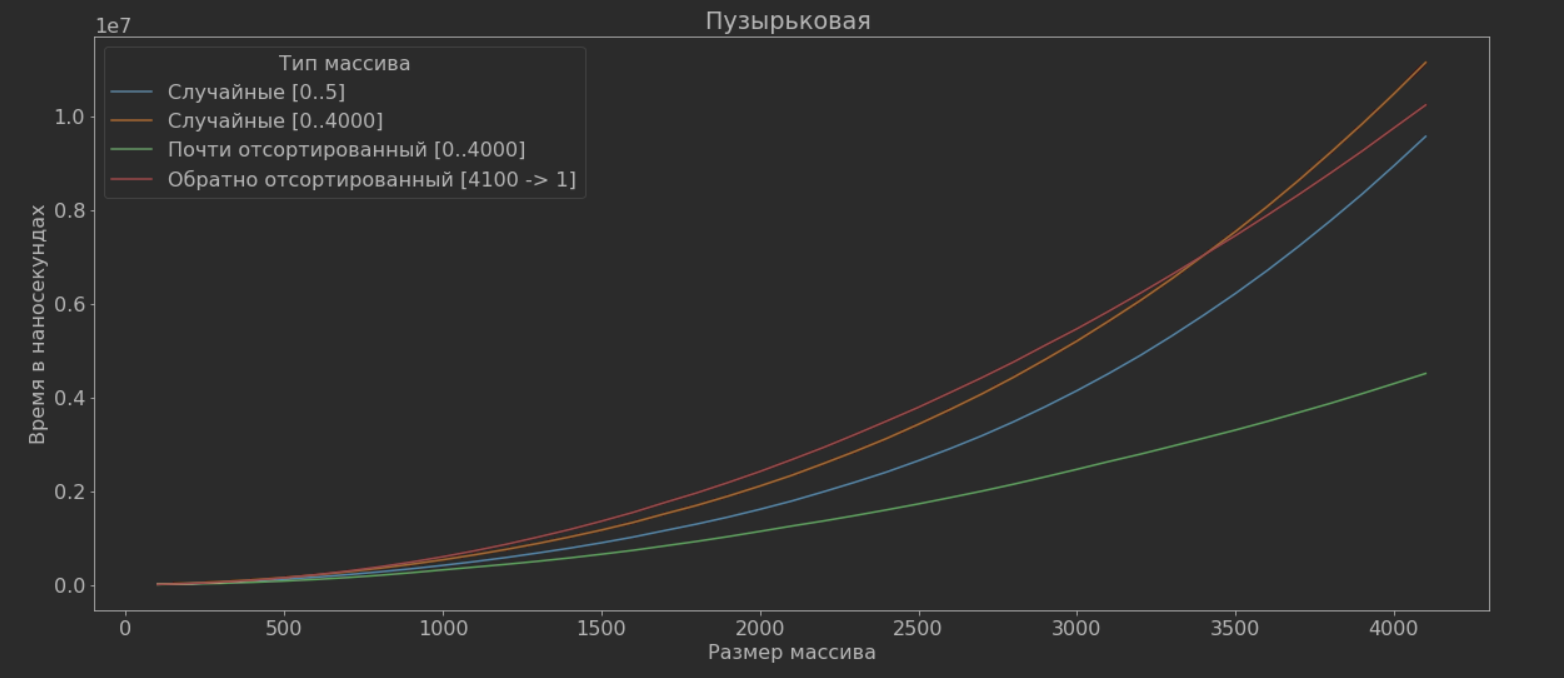 Пузырьковая
1e7
Тип массива
Случайные [0..5]
Случайные [0..4000]
Почти отсортированный [0..4000]
Обратно отсортированный [4100 -> 1]
Время в наносекундах
1.0
0.8
0.6
0.4
0.2
0.0
0 500 1000 1500 2000 2500 3000 3500 4000
Размер массива